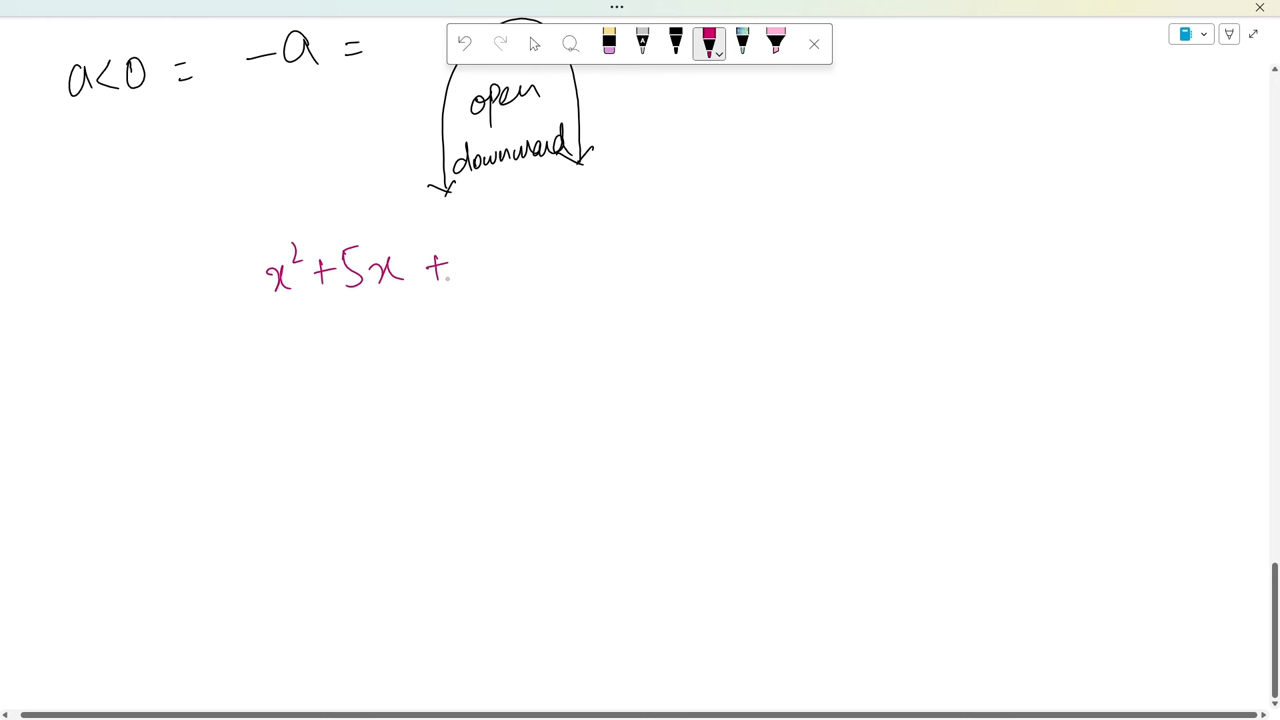 a<0 = -a =
open
downward
x²+5x +